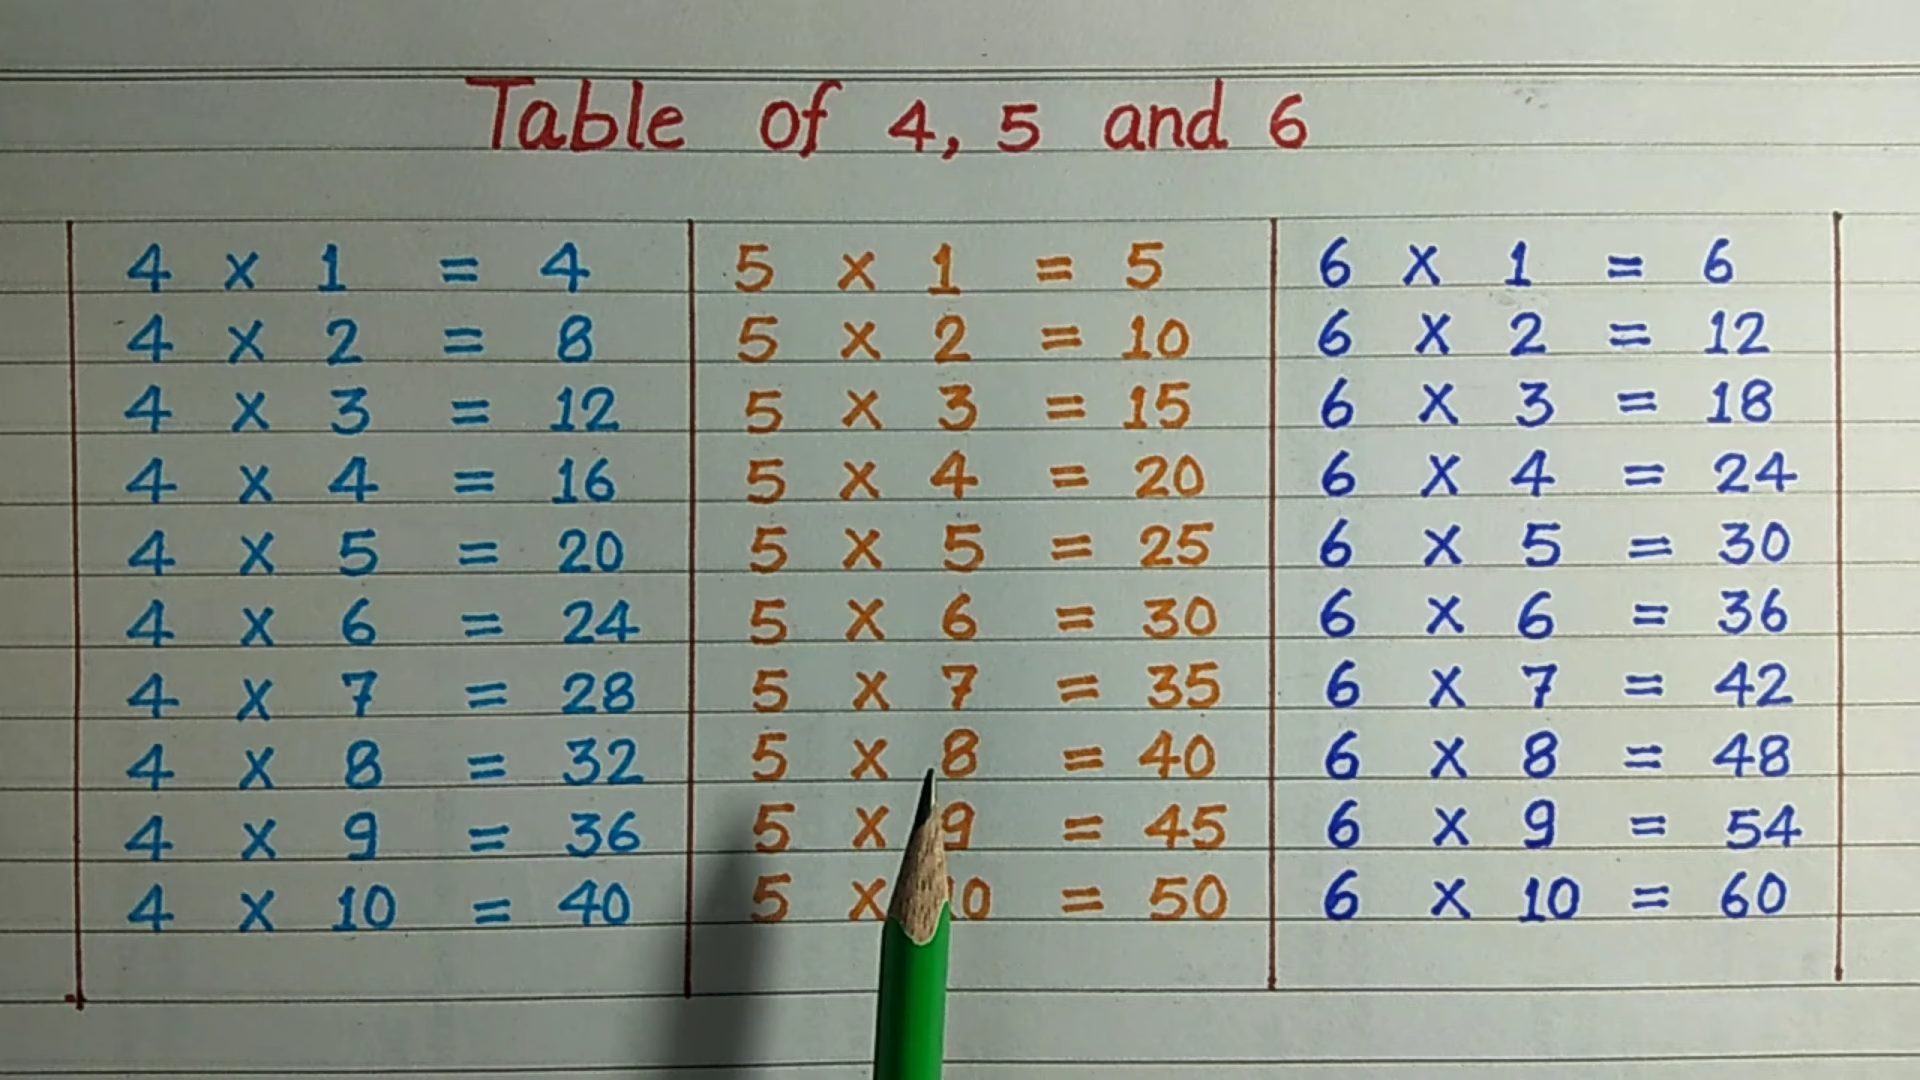 Table of 4, 5 and 6
4 x 1 = 4
4 x 2 = 8
4 x 3 = 12
4 x 4 = 16
4 x 5 = 20
4 x 6 = 24
4 x 7 = 28
4 x 8 = 32
4 x 9 = 36
4 x 10 = 40
5 x 1 = 5
5 x 2 = 10
5 x 3 = 15
5 x 4 = 20
5 x 5 = 25
5 x 6 = 30
5 x 7 = 35
5 x 8 = 40
5 x 9 = 45
5 x 10 = 50
6 x 1 = 6
6 x 2 = 12
6 x 3 = 18
6 x 4 = 24
6 x 5 = 30
6 x 6 = 36
6 x 7 = 42
6 x 8 = 48
6 x 9 = 54
6 x 10 = 60